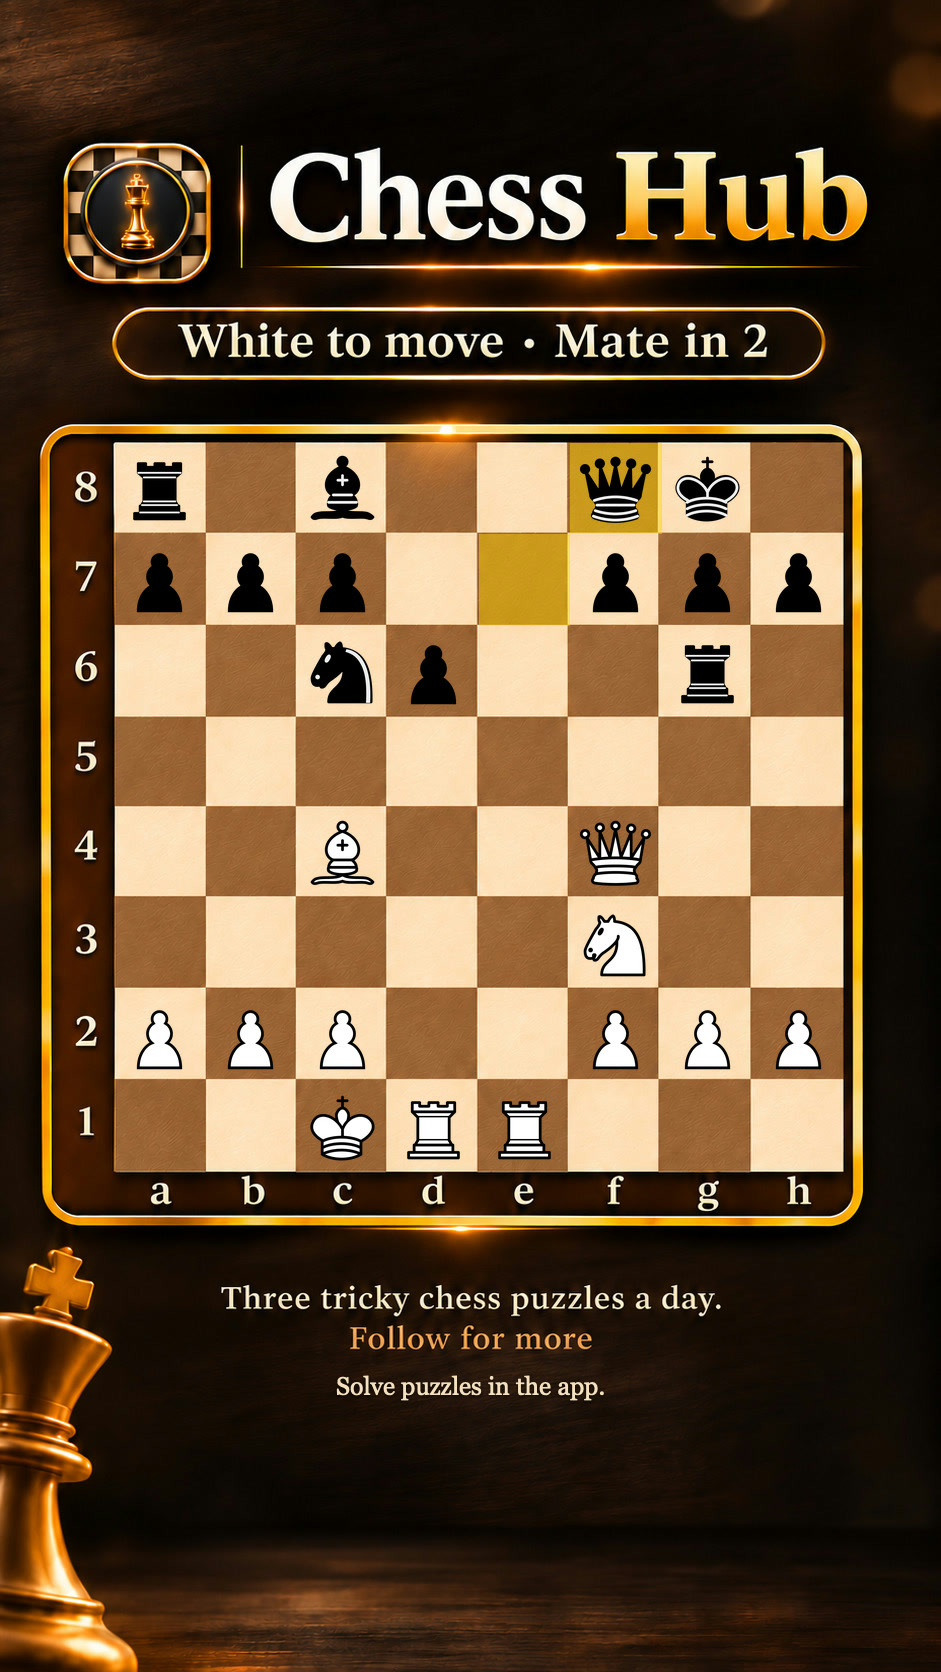 Chess Hub
White to move · Mate in 2
8
7
6
5
4
3
2
1
a b c d e f g h
Three tricky chess puzzles a day.
Follow for more
Solve puzzles in the app.